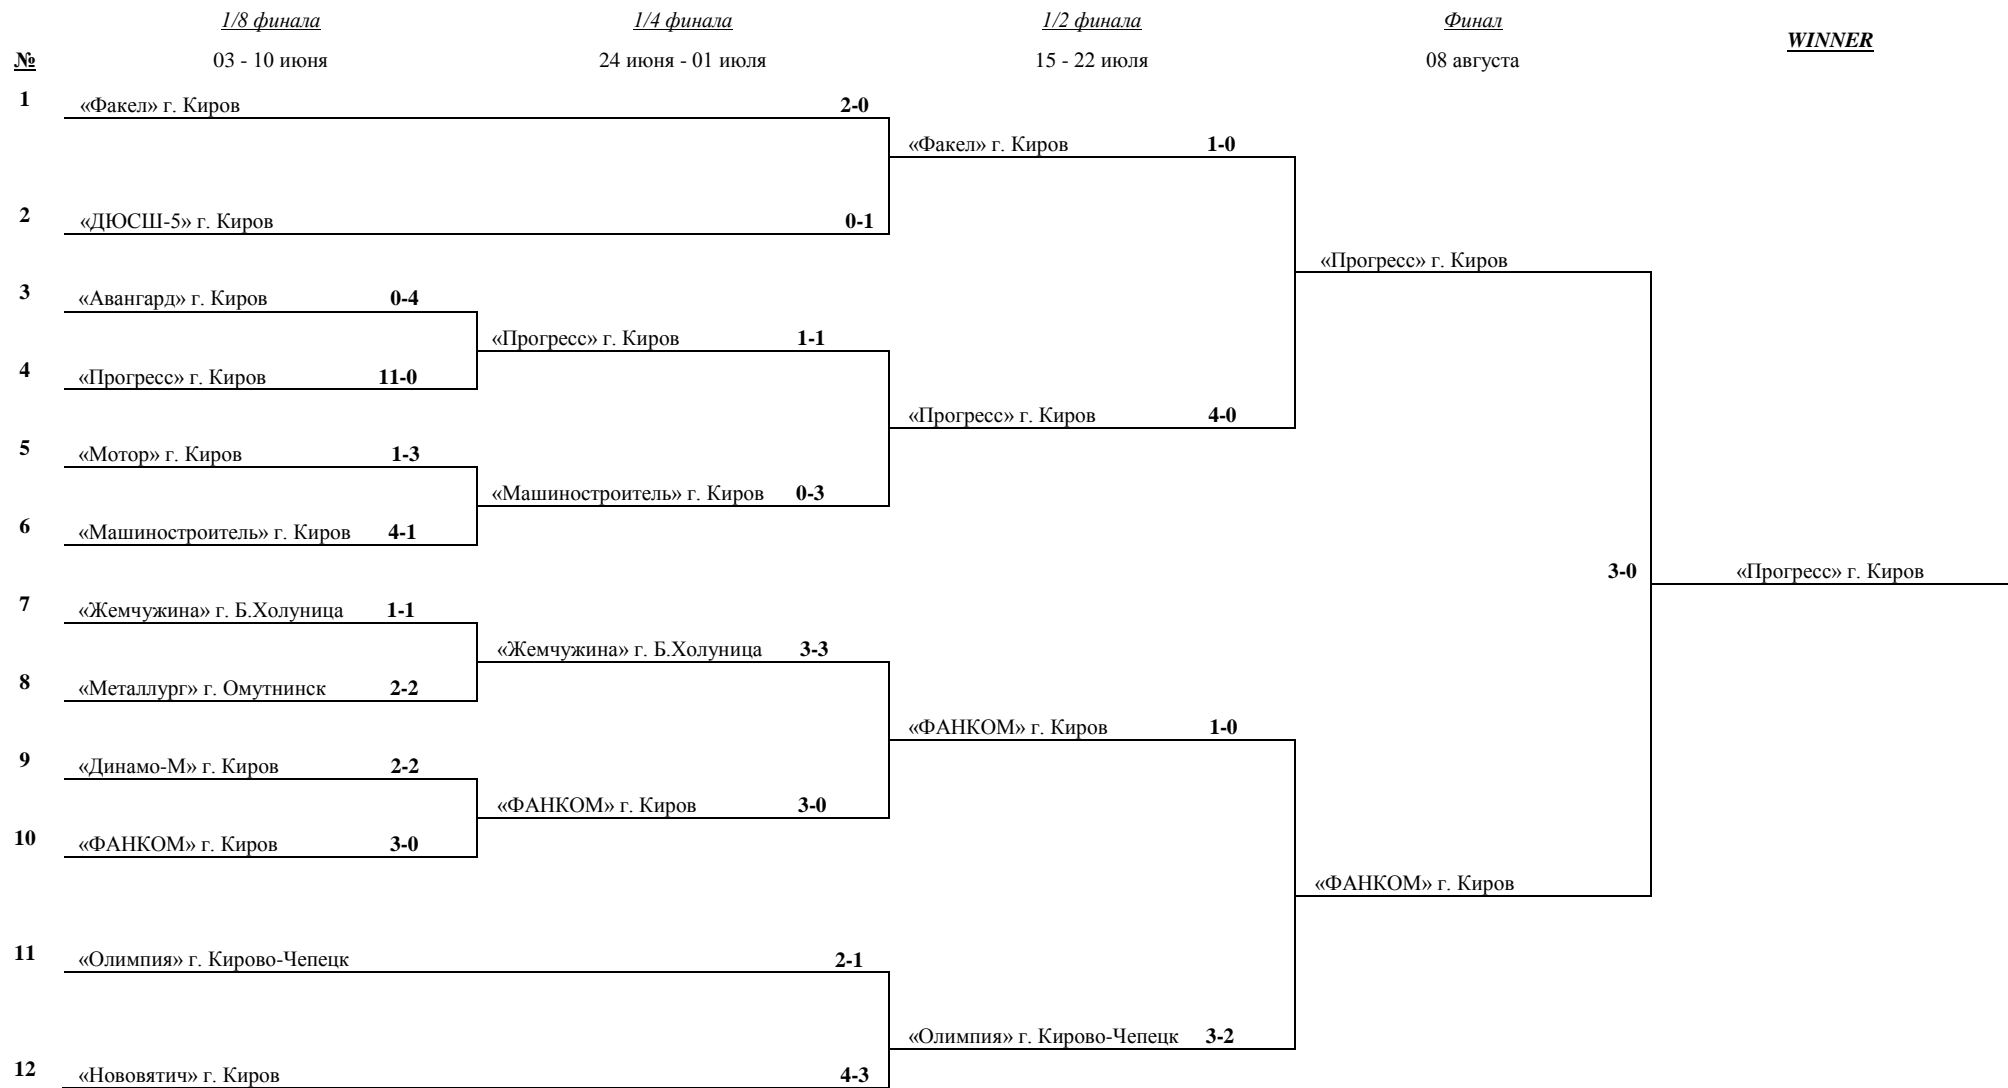 1/8 финала 1/4 финала 1/2 финала Финал
WINNER
№ 03 - 10 июня 24 июня - 01 июля 15 - 22 июля 08 августа
1 «Факел» г. Киров 2-0
«Факел» г. Киров 1-0
2 «ДЮСШ-5» г. Киров 0-1
«Прогресс» г. Киров
3 «Авангард» г. Киров 0-4
«Прогресс» г. Киров 1-1
4 «Прогресс» г. Киров 11-0
«Прогресс» г. Киров 4-0
5 «Мотор» г. Киров 1-3
«Машиностроитель» г. Киров 0-3
6 «Машиностроитель» г. Киров 4-1
3-0 «Прогресс» г. Киров
7 «Жемчужина» г. Б.Холуница 1-1
«Жемчужина» г. Б.Холуница 3-3
8 «Металлург» г. Омутнинск 2-2
«ФАНКОМ» г. Киров 1-0
9 «Динамо-М» г. Киров 2-2
«ФАНКОМ» г. Киров 3-0
10 «ФАНКОМ» г. Киров 3-0
«ФАНКОМ» г. Киров
11 «Олимпия» г. Кирово-Чепецк 2-1
«Олимпия» г. Кирово-Чепецк 3-2
12 «Нововятич» г. Киров 4-3